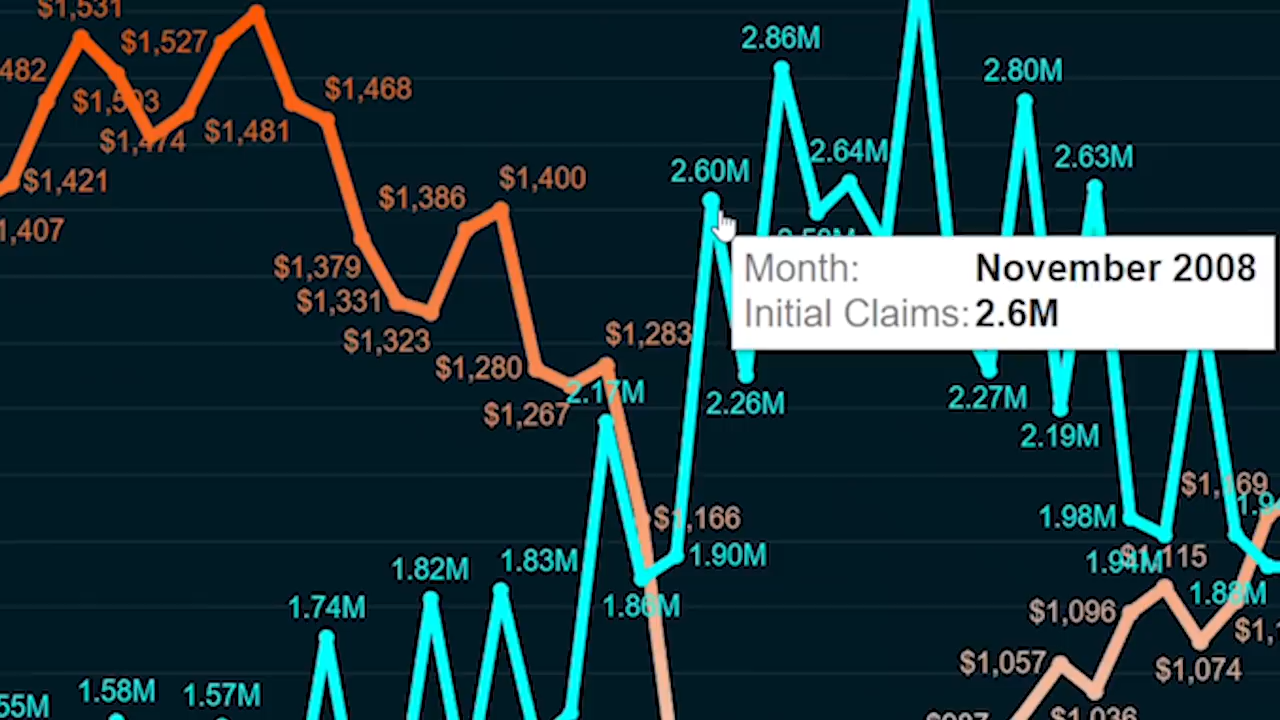 $1,531
$1,527
482
$1,503
$1,474
$1,481
$1,468
$1,421
1,407
$1,386
$1,400
$1,379
$1,331
$1,323
$1,280
$1,283
$1,267
2.17M
2.60M
2.86M
2.64M
2.80M
2.63M
Month: November 2008
Initial Claims: 2.6M
2.26M
2.27M
2.19M
$1,166
1.90M
1.86M
1.98M
1.94M
$1,115
$1,169
1.88M
1.82M
1.83M
1.74M
1.58M
1.57M
55M
$1,096
$1,057
$1,074
$1,036